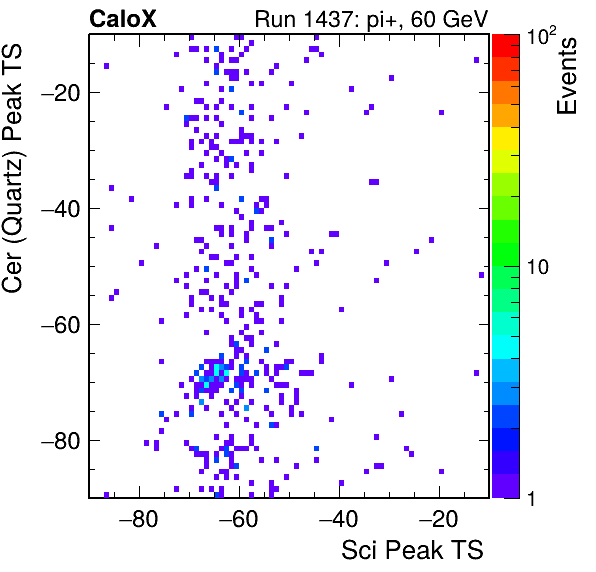 CaloX Run 1437: pi+, 60 GeV
Cer (Quartz) Peak TS
−20
−40
−60
−80
−80 −60 −40 −20
Sci Peak TS
10²
10
1
Events